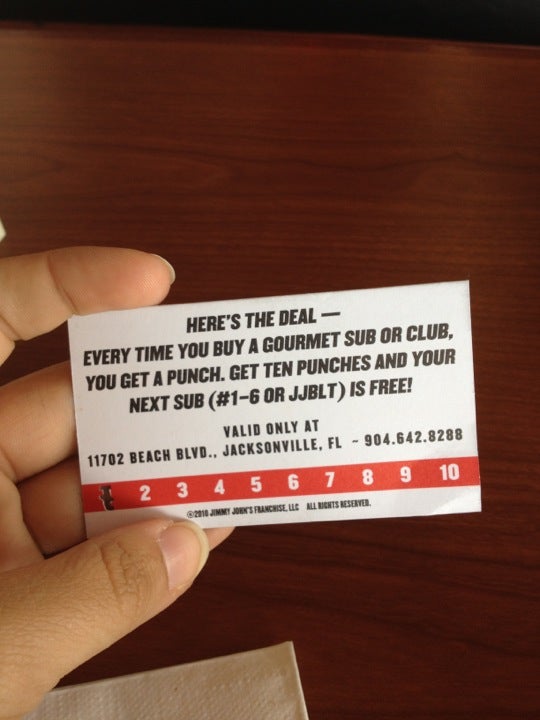 HERE'S THE DEAL —
EVERY TIME YOU BUY A GOURMET SUB OR CLUB,
YOU GET A PUNCH. GET TEN PUNCHES AND YOUR
NEXT SUB (#1-6 OR JJBLT) IS FREE!
VALID ONLY AT
11702 BEACH BLVD., JACKSONVILLE, FL ~ 904.642.8288
2 3 4 5 6 7 8 9 10
©2010 JIMMY JOHN'S FRANCHISE, LLC ALL RIGHTS RESERVED.